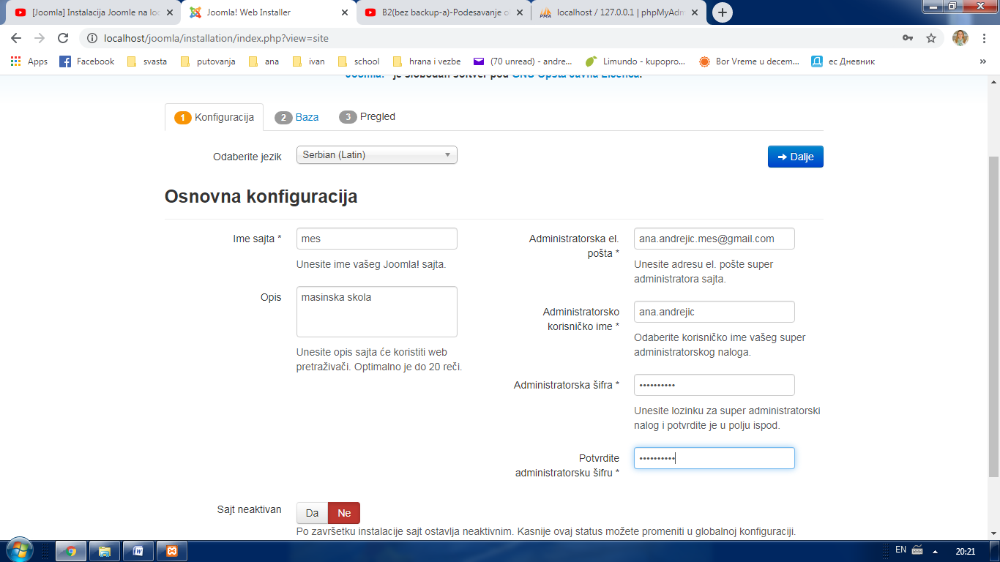 [Joomla] Instalacija Joomle na loc
Joomla! Web Installer
B2(bez backup-a)-Podesavanje o
localhost / 127.0.0.1 | phpMyAdm
localhost/joomla/installation/index.php?view=site
Apps
Facebook
svasta
putovanja
ana
ivan
school
hrana i vezbe
(70 unread) - andre...
Limundo - kupopro...
Bor Vreme u decem...
ес Дневник
»
Joomla!® je slobodan softver pod GNU Opšta Javna Licenca.
1 Konfiguracija
2 Baza
3 Pregled
Odaberite jezik
Serbian (Latin)
Dalje
Osnovna konfiguracija
Ime sajta *
mes
Unesite ime vašeg Joomla! sajta.
Opis
masinska skola
Unesite opis sajta će koristiti web
pretraživači. Optimalno je do 20 reči.
Administratorska el.
pošta *
ana.andrejic.mes@gmail.com
Unesite adresu el. pošte super
administratora sajta.
Administratorsko
korisničko ime *
ana.andrejic
Odaberite korisničko ime vašeg super
administratorskog naloga.
Administratorska šifra *
••••••••••
Unesite lozinku za super administratorski
nalog i potvrdite je u polju ispod.
Potvrdite
administratorsku šifru *
••••••••••
Sajt neaktivan
Da
Ne
Po završetku instalacije sajt ostavlja neaktivnim. Kasnije ovaj status možete promeniti u globalnoj konfiguraciji.
EN
20:21